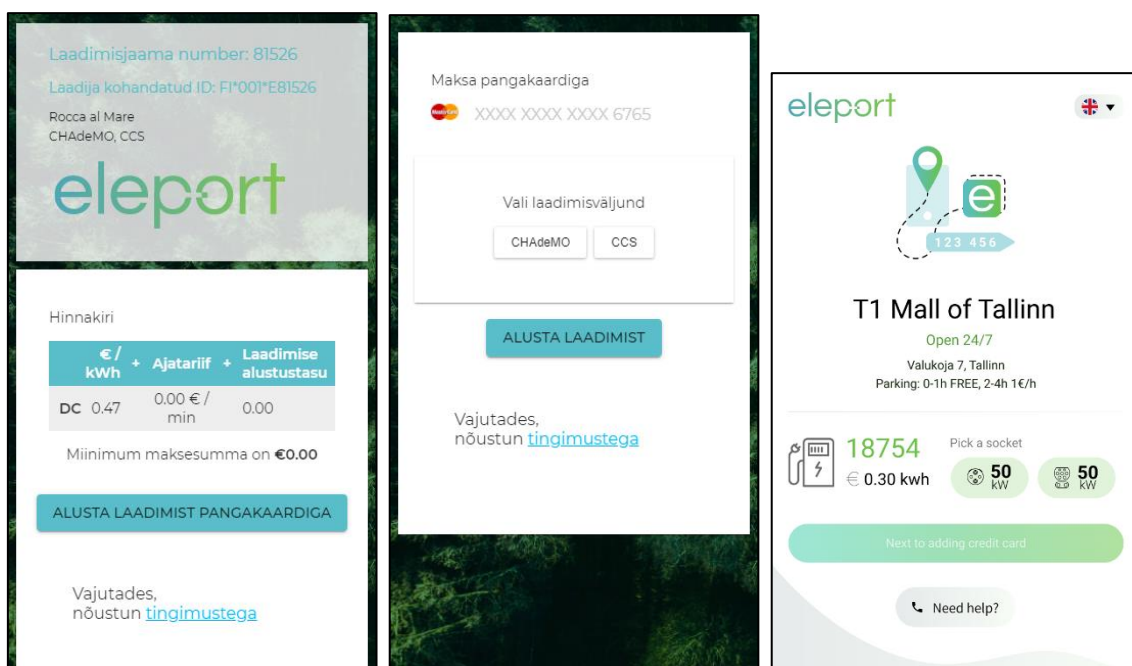 Laadimisjaama number: 81526
Laadija kohandatud ID: FI*001*E81526
Rocca al Mare
CHAdeMO, CCS
eleport
Hinnakiri
€ / kWh + Ajatariif + Laadimise alustustasu
DC 0.47 0.00 € / min 0.00
Miinimum maksesumma on €0.00
ALUSTA LAADIMIST PANGAKAARDIGA
Vajutades,
nõustun tingimustega
Maksa pangakaardiga
XXXX XXXX XXXX 6765
Vali laadimisväljund
CHAdeMO CCS
ALUSTA LAADIMIST
Vajutades,
nõustun tingimustega
eleport
e
123 456
T1 Mall of Tallinn
Open 24/7
Valukoja 7, Tallinn
Parking: 0-1h FREE, 2-4h 1€/h
18754
€ 0.30 kwh
Pick a socket
50 kW
50 kW
Next to adding credit card
Need help?